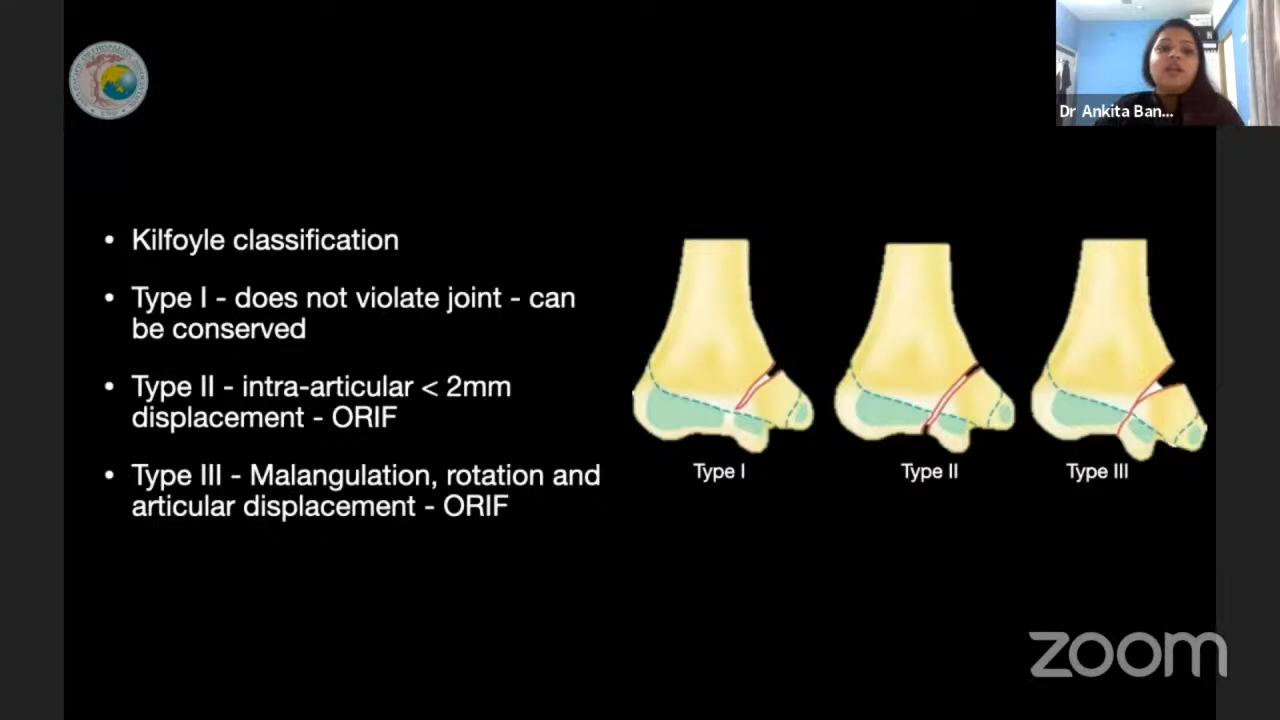 Dr Ankita Ban...
• Kilfoyle classification
• Type I - does not violate joint - can
be conserved
• Type II - intra-articular < 2mm
displacement - ORIF
• Type III - Malangulation, rotation and
articular displacement - ORIF
Type I
Type II
Type III
zoom